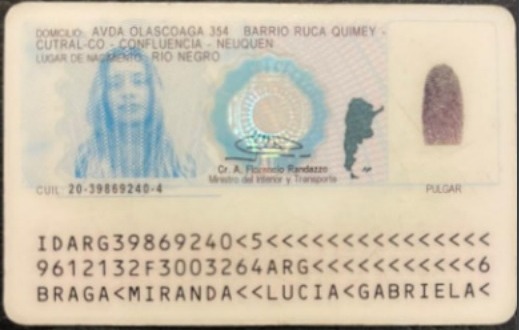 DOMICILIO: AVDA OLASCOAGA 354 BARRIO RUCA QUIMEY -
CUTRAL-CO - CONFLUENCIA - NEUQUEN
LUGAR DE NACIMIENTO: RIO NEGRO
Cr. A. Florencio Randazzo
Ministro del Interior y Transporte
CUIL: 20-39869240-4
PULGAR
IDARG39869240<5<<<<<<<<<<<<<<<
9612132F3003264ARG<<<<<<<<<<<6
BRAGA<MIRANDA<<LUCIA<GABRIELA<